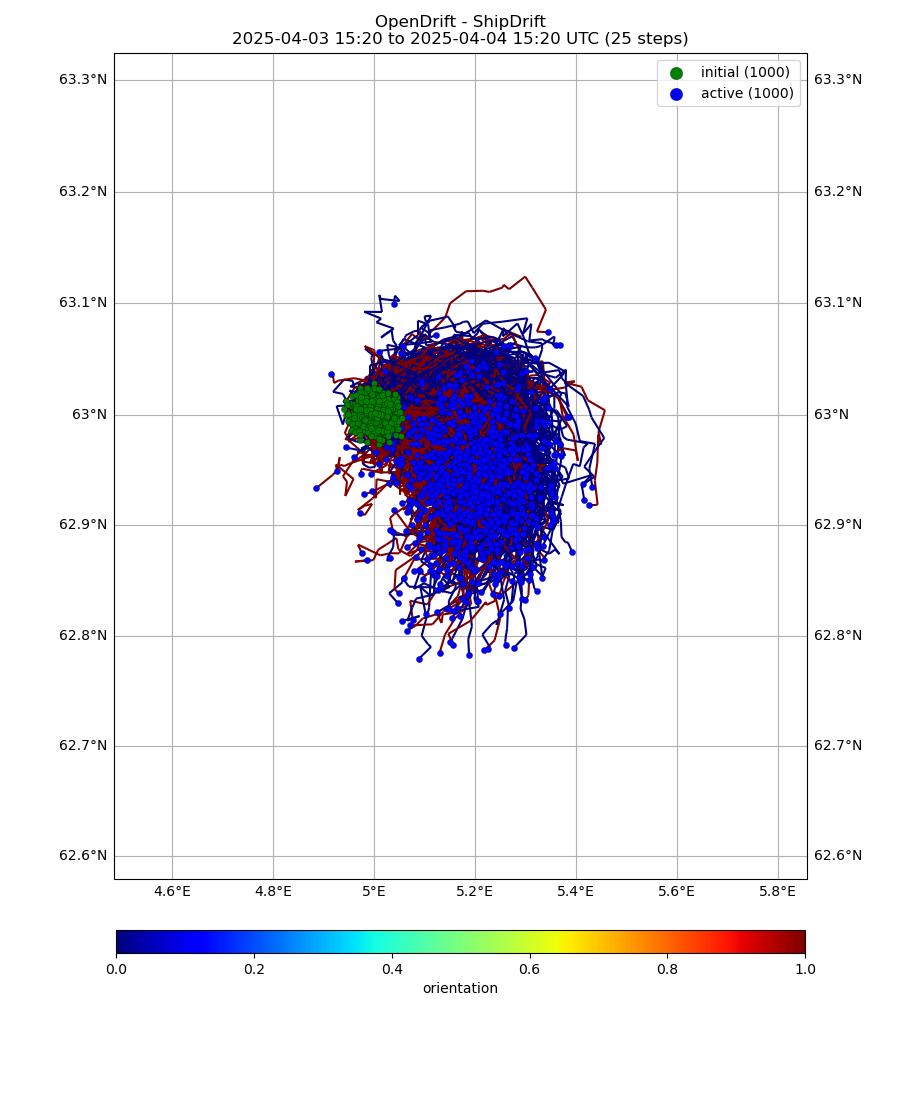 OpenDrift - ShipDrift
2025-04-03 15:20 to 2025-04-04 15:20 UTC (25 steps)
initial (1000)
active (1000)
63.3°N 63.3°N
63.2°N 63.2°N
63.1°N 63.1°N
63°N 63°N
62.9°N 62.9°N
62.8°N 62.8°N
62.7°N 62.7°N
62.6°N 62.6°N
4.6°E 4.8°E 5°E 5.2°E 5.4°E 5.6°E 5.8°E
0.0 0.2 0.4 0.6 0.8 1.0
orientation